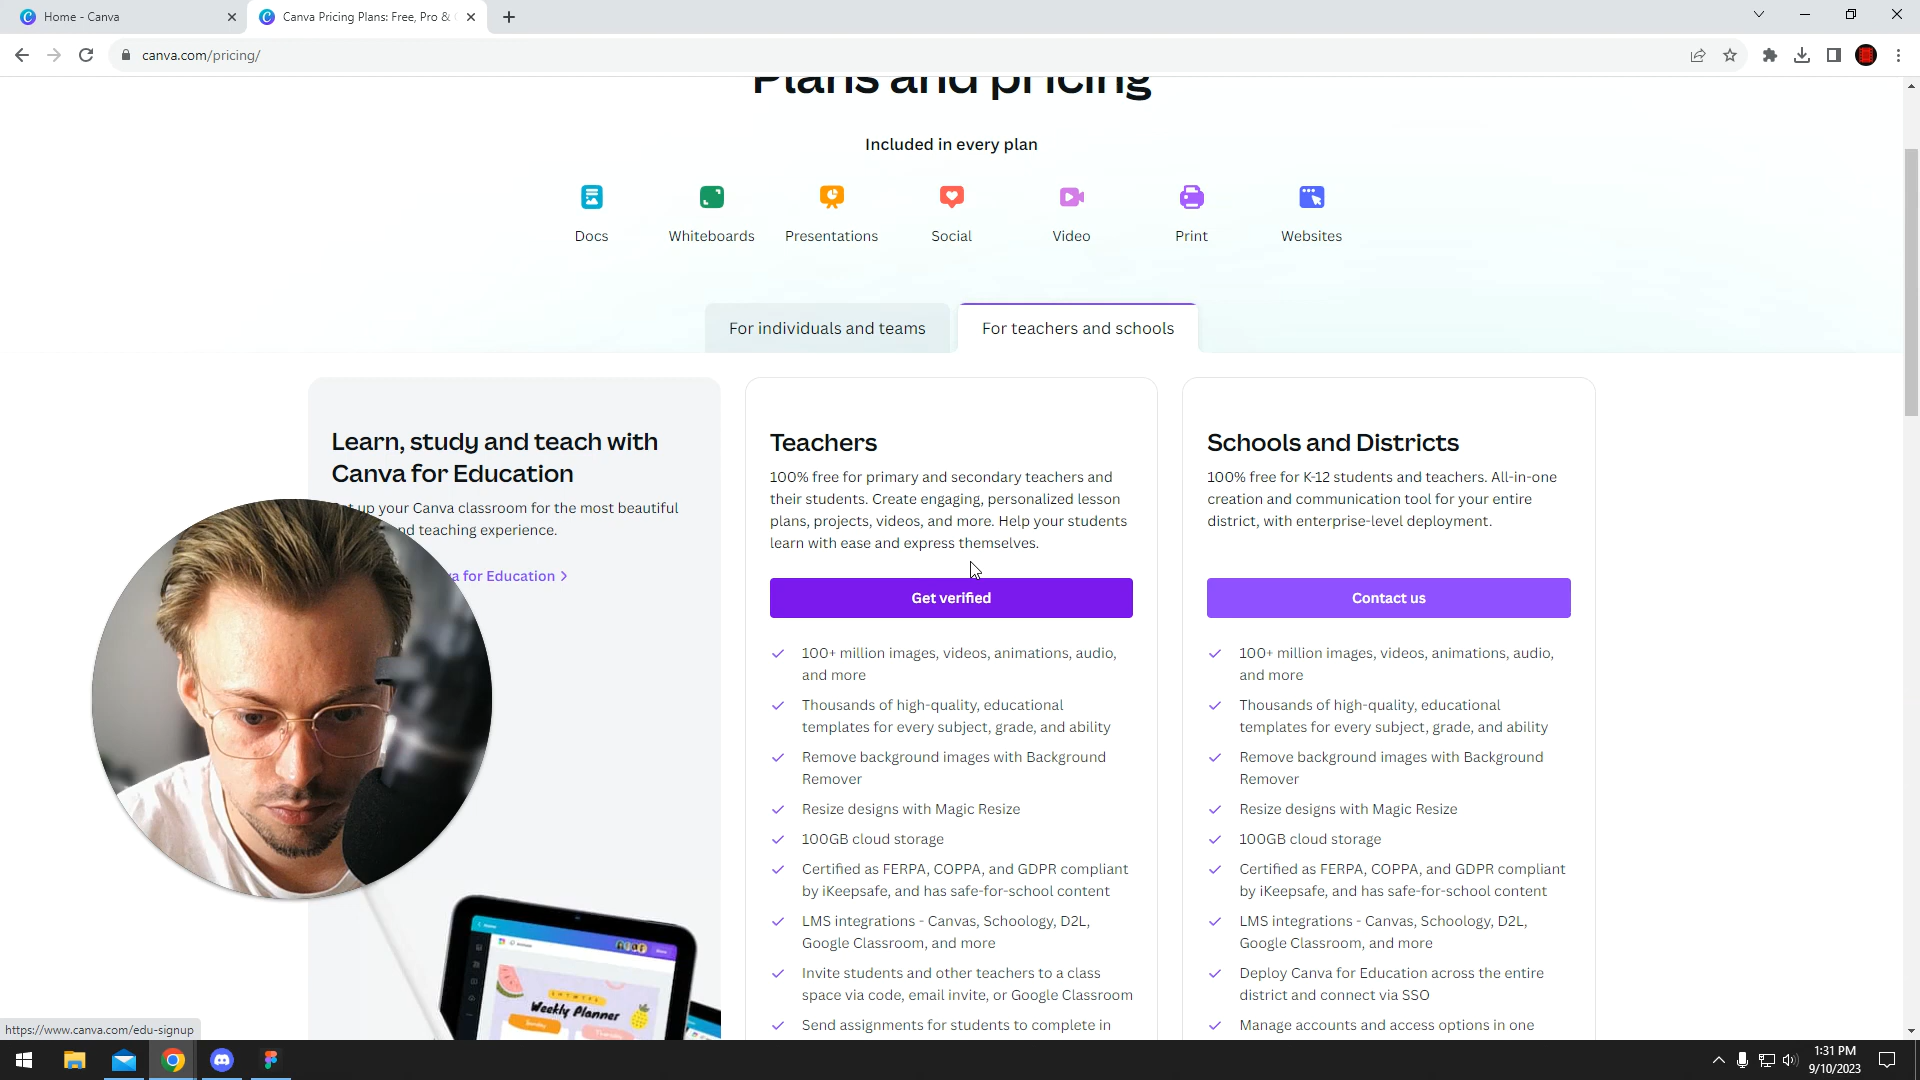 Home - Canva
Canva Pricing Plans: Free, Pro &
canva.com/pricing/
Plans and pricing
Included in every plan
Docs
Whiteboards
Presentations
Social
Video
Print
Websites
For individuals and teams
For teachers and schools
Learn, study and teach with
Canva for Education
up your Canva classroom for the most beautiful
nd teaching experience.
a for Education
Teachers
100% free for primary and secondary teachers and
their students. Create engaging, personalized lesson
plans, projects, videos, and more. Help your students
learn with ease and express themselves.
Get verified
100+ million images, videos, animations, audio,
and more
Thousands of high-quality, educational
templates for every subject, grade, and ability
Remove background images with Background
Remover
Resize designs with Magic Resize
100GB cloud storage
Certified as FERPA, COPPA, and GDPR compliant
by iKeepsafe, and has safe-for-school content
LMS integrations - Canvas, Schoology, D2L,
Google Classroom, and more
Invite students and other teachers to a class
space via code, email invite, or Google Classroom
Send assignments for students to complete in
Schools and Districts
100% free for K-12 students and teachers. All-in-one
creation and communication tool for your entire
district, with enterprise-level deployment.
Contact us
100+ million images, videos, animations, audio,
and more
Thousands of high-quality, educational
templates for every subject, grade, and ability
Remove background images with Background
Remover
Resize designs with Magic Resize
100GB cloud storage
Certified as FERPA, COPPA, and GDPR compliant
by iKeepsafe, and has safe-for-school content
LMS integrations - Canvas, Schoology, D2L,
Google Classroom, and more
Deploy Canva for Education across the entire
district and connect via SSO
Manage accounts and access options in one
Weekly Planner
Sunday
https://www.canva.com/edu-signup
1:31 PM
9/10/2023